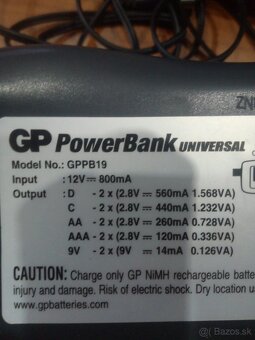 GP PowerBank UNIVERSAL
Model No.: GPPB19
Input : 12V⎓ 800mA
Output : D - 2 x (2.8V ⎓ 560mA 1.568VA)
C - 2 x (2.8V ⎓ 440mA 1.232VA)
AA - 2 x (2.8V ⎓ 260mA 0.728VA)
AAA - 2 x (2.8V ⎓ 120mA 0.336VA)
9V - 2 x (9V ⎓ 14mA 0.126VA)
CAUTION: Charge only GP NiMH rechargeable batte
injury and damage. Risk of electric shock. Dry location u
www.gpbatteries.com
© Bazos.sk